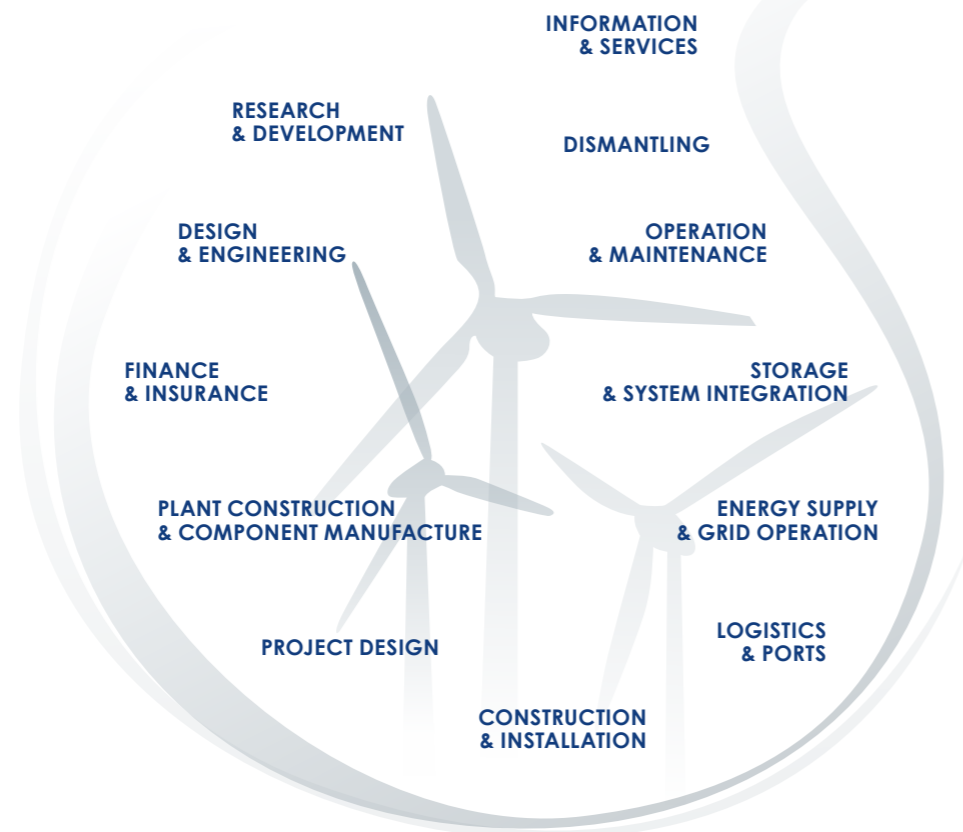 INFORMATION
& SERVICES
RESEARCH
& DEVELOPMENT
DISMANTLING
DESIGN
& ENGINEERING
OPERATION
& MAINTENANCE
FINANCE
& INSURANCE
STORAGE
& SYSTEM INTEGRATION
PLANT CONSTRUCTION
& COMPONENT MANUFACTURE
ENERGY SUPPLY
& GRID OPERATION
PROJECT DESIGN
LOGISTICS
& PORTS
CONSTRUCTION
& INSTALLATION